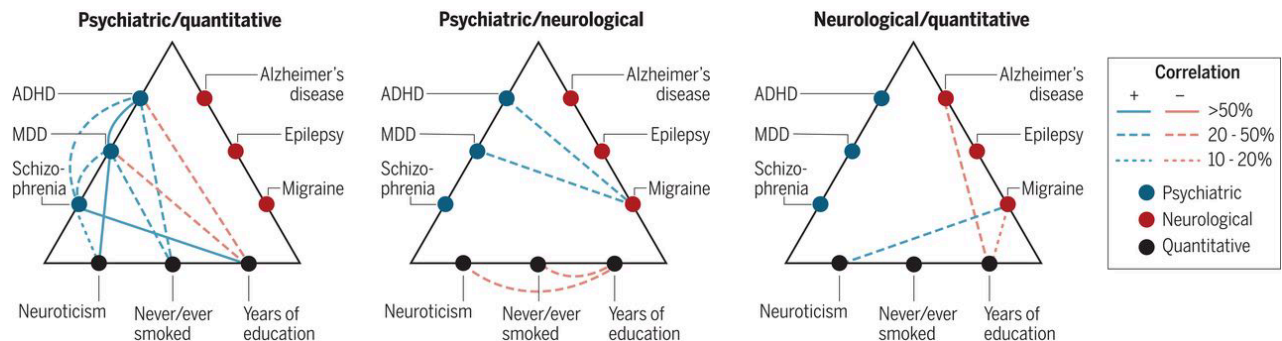 Psychiatric/quantitative
ADHD
MDD
Schizo-
phrenia
Alzheimer's
disease
Epilepsy
Migraine
Neuroticism
Never/ever
smoked
Years of
education
Psychiatric/neurological
ADHD
MDD
Schizo-
phrenia
Alzheimer's
disease
Epilepsy
Migraine
Neuroticism
Never/ever
smoked
Years of
education
Neurological/quantitative
ADHD
MDD
Schizo-
phrenia
Alzheimer's
disease
Epilepsy
Migraine
Neuroticism
Never/ever
smoked
Years of
education
Correlation
+ −
>50%
20 - 50%
10 - 20%
Psychiatric
Neurological
Quantitative